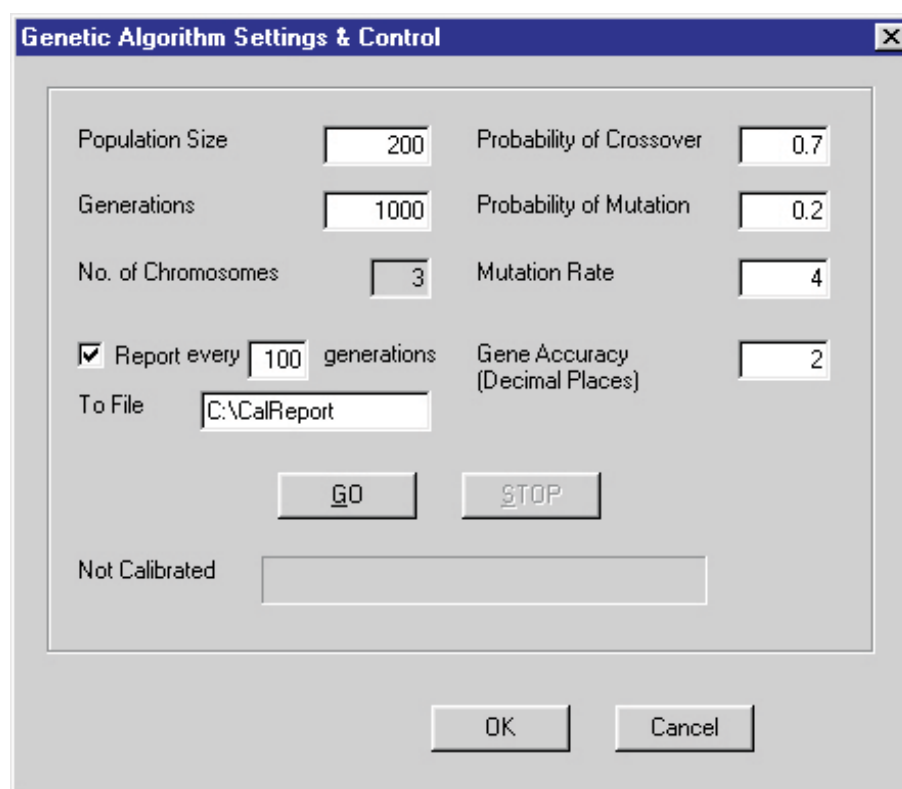 Genetic Algorithm Settings & Control
Population Size 200 Probability of Crossover 0.7
Generations 1000 Probability of Mutation 0.2
No. of Chromosomes 3 Mutation Rate 4
Report every 100 generations Gene Accuracy 2
(Decimal Places)
To File C:\CalReport
GO STOP
Not Calibrated
OK Cancel